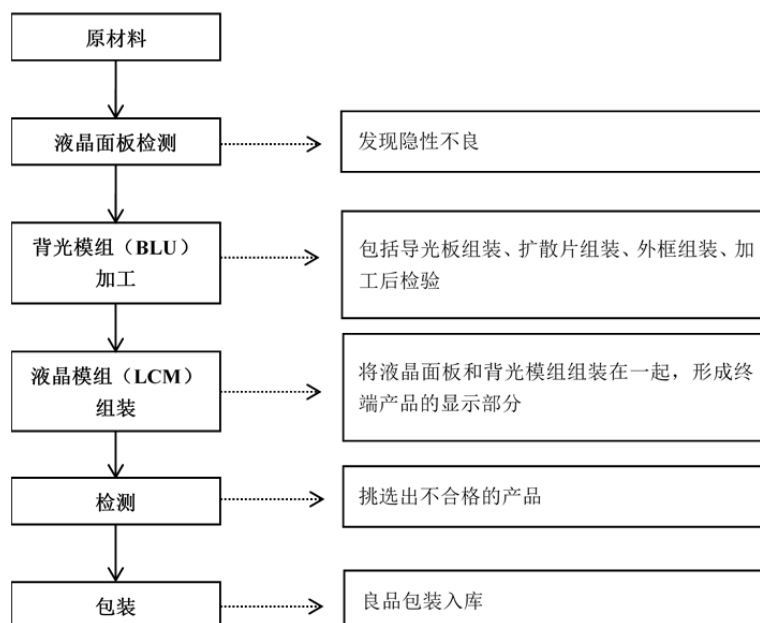 原材料
液晶面板检测
发现隐性不良
背光模组（BLU）
加工
包括导光板组装、扩散片组装、外框组装、加
工后检验
液晶模组（LCM）
组装
将液晶面板和背光模组组装在一起，形成终
端产品的显示部分
检测
挑选出不合格的产品
包装
良品包装入库